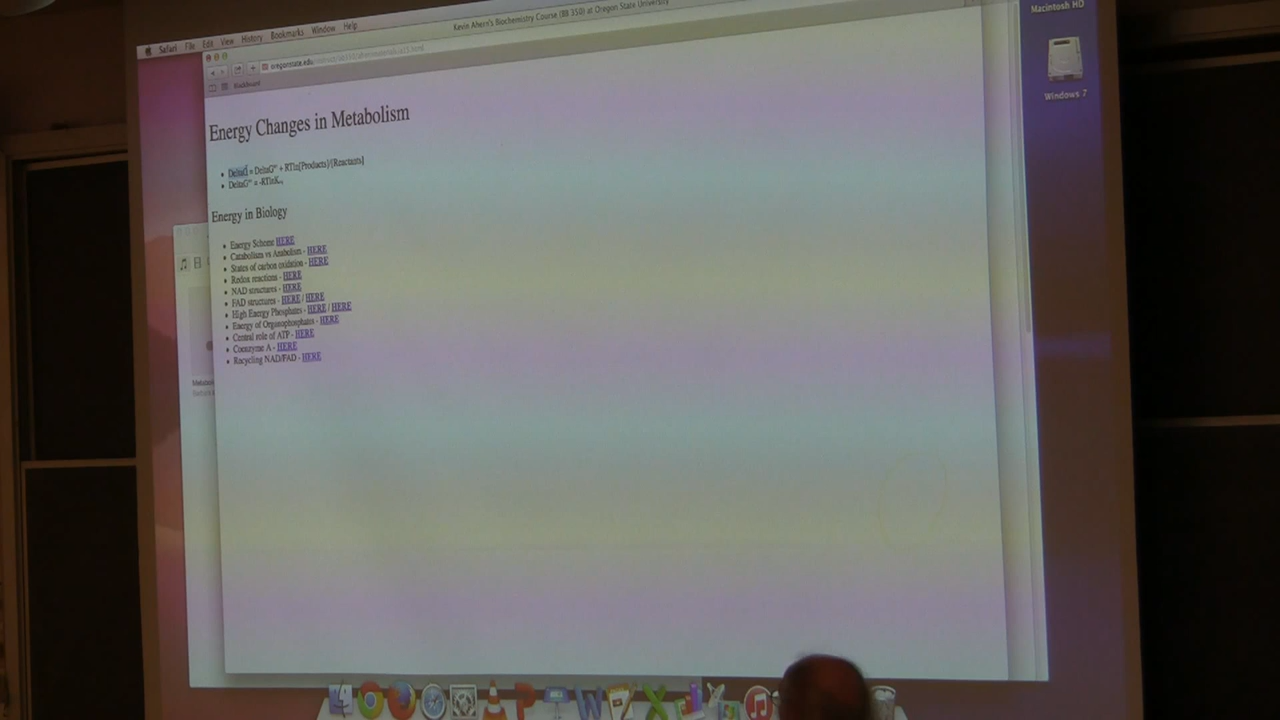 Safari File Edit View History Bookmarks Window Help
Kevin Ahern's Biochemistry Course (BB 350) at Oregon State University
Macintosh HD
oregonstate.edu
Blackboard
Windows 7
Energy Changes in Metabolism
• DeltaG = DeltaG°' + RTln[Products]/[Reactants]
• DeltaG°' = -RTlnKeq
Energy in Biology
• Energy Scheme HERE
• Catabolism vs Anabolism - HERE
• States of carbon oxidation - HERE
• Redox reactions - HERE
• NAD structures - HERE
• FAD structures - HERE / HERE
• High Energy Phosphates - HERE / HERE
• Energy of Organophosphates - HERE
• Central role of ATP - HERE
• Coenzyme A - HERE
• Recycling NAD/FAD - HERE